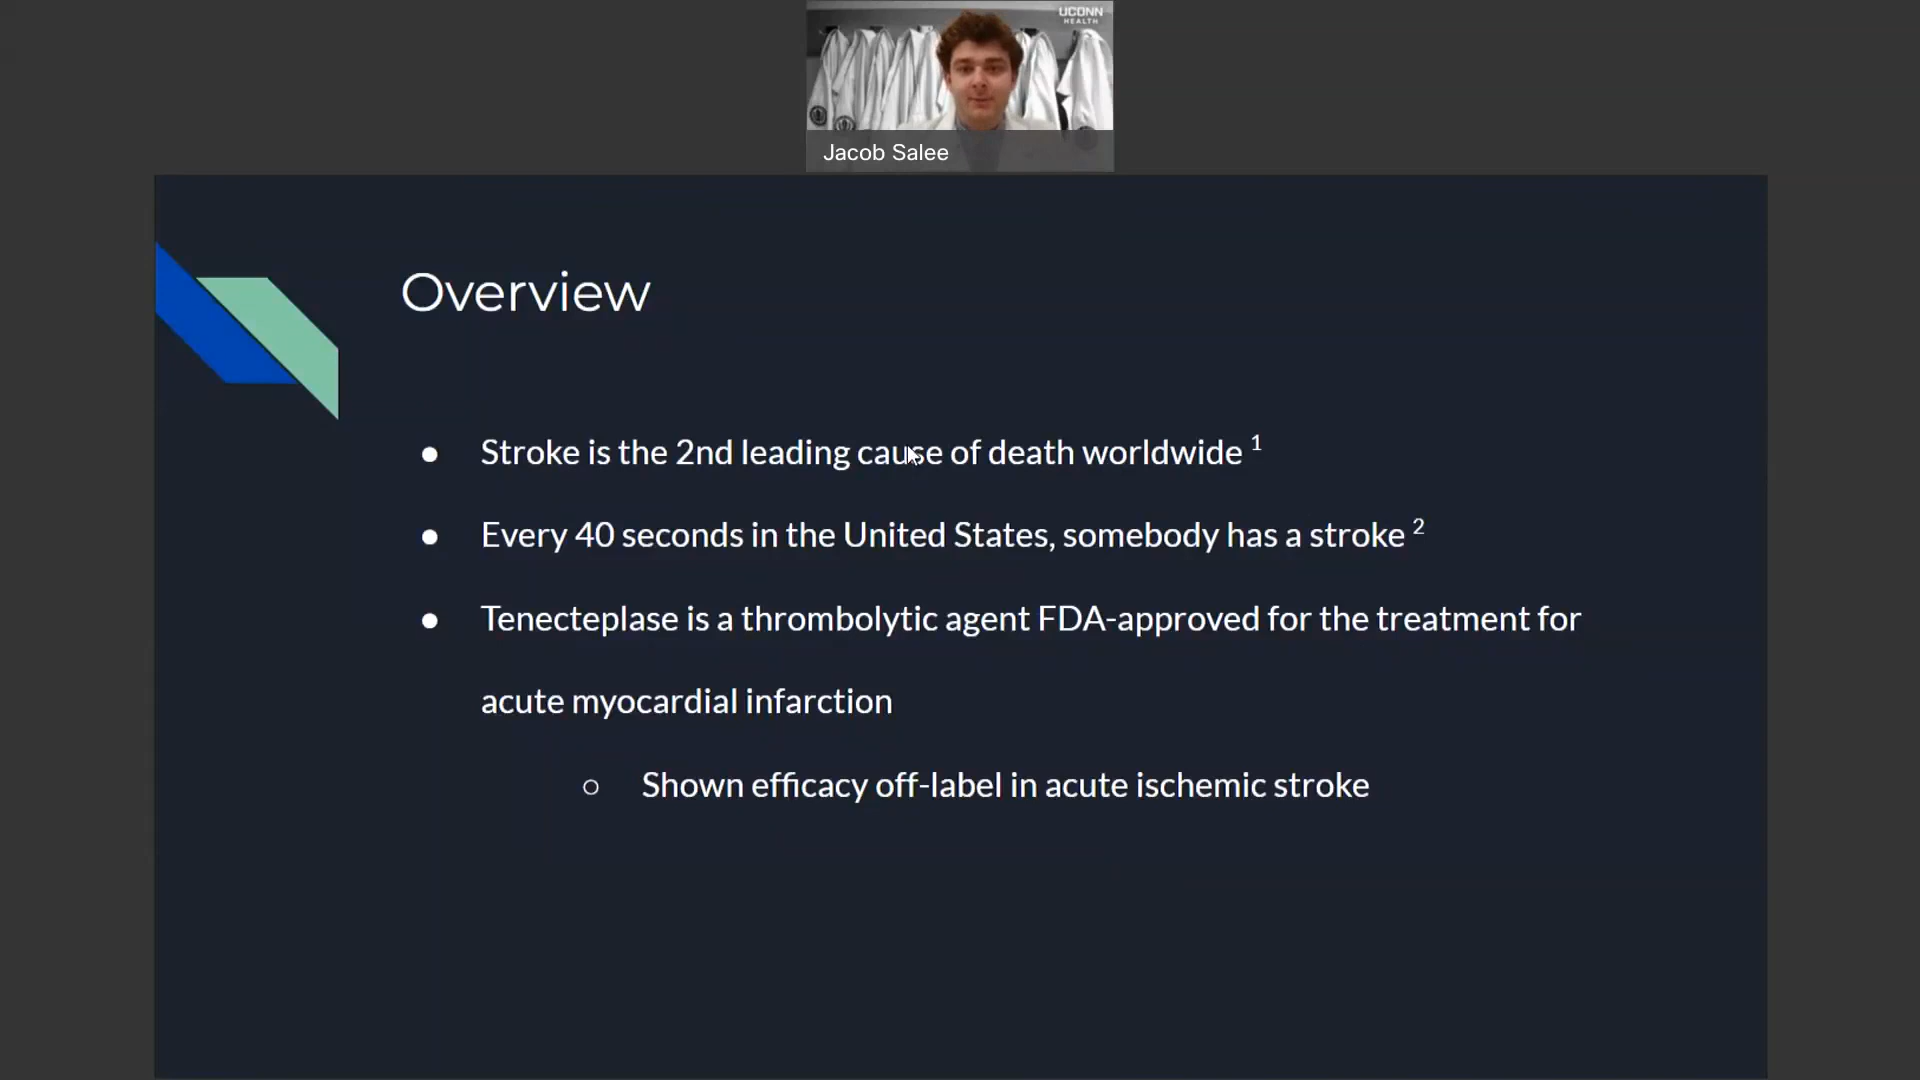 UCONN
HEALTH
Jacob Salee
Overview
● Stroke is the 2nd leading cause of death worldwide 1
● Every 40 seconds in the United States, somebody has a stroke 2
● Tenecteplase is a thrombolytic agent FDA-approved for the treatment for
acute myocardial infarction
○ Shown efficacy off-label in acute ischemic stroke